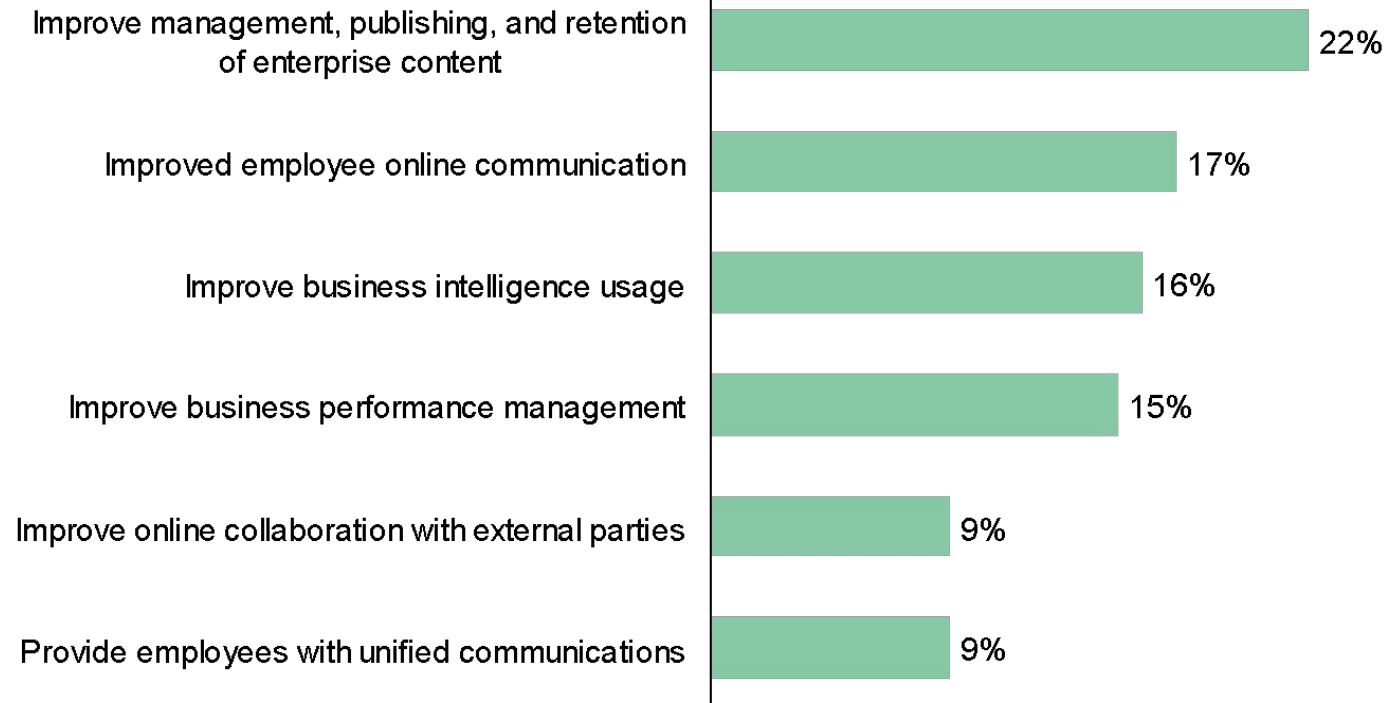 Improve management, publishing, and retention
of enterprise content
22%
Improved employee online communication
17%
Improve business intelligence usage
16%
Improve business performance management
15%
Improve online collaboration with external parties
9%
Provide employees with unified communications
9%